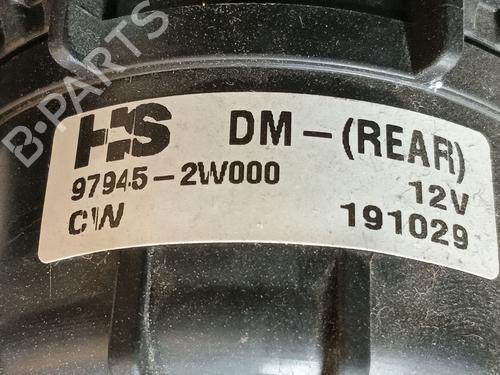 B-PARTS
HS DM-(REAR)
97945-2W000 12V
CW 191029